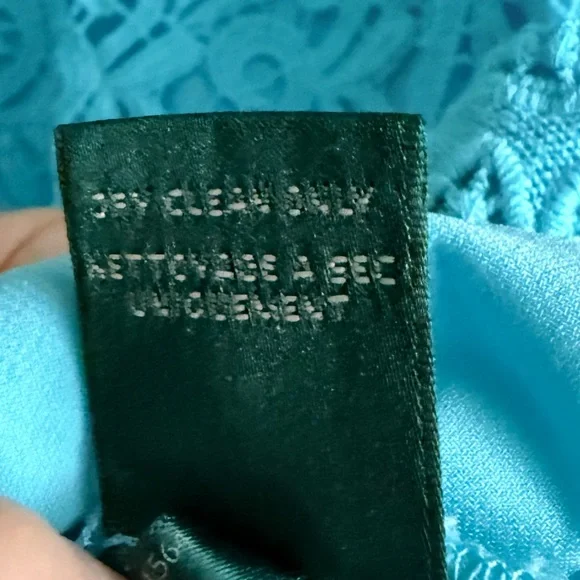 DRY CLEAN ONLY
NETTOYAGE A SEC
UNIQUEMENT